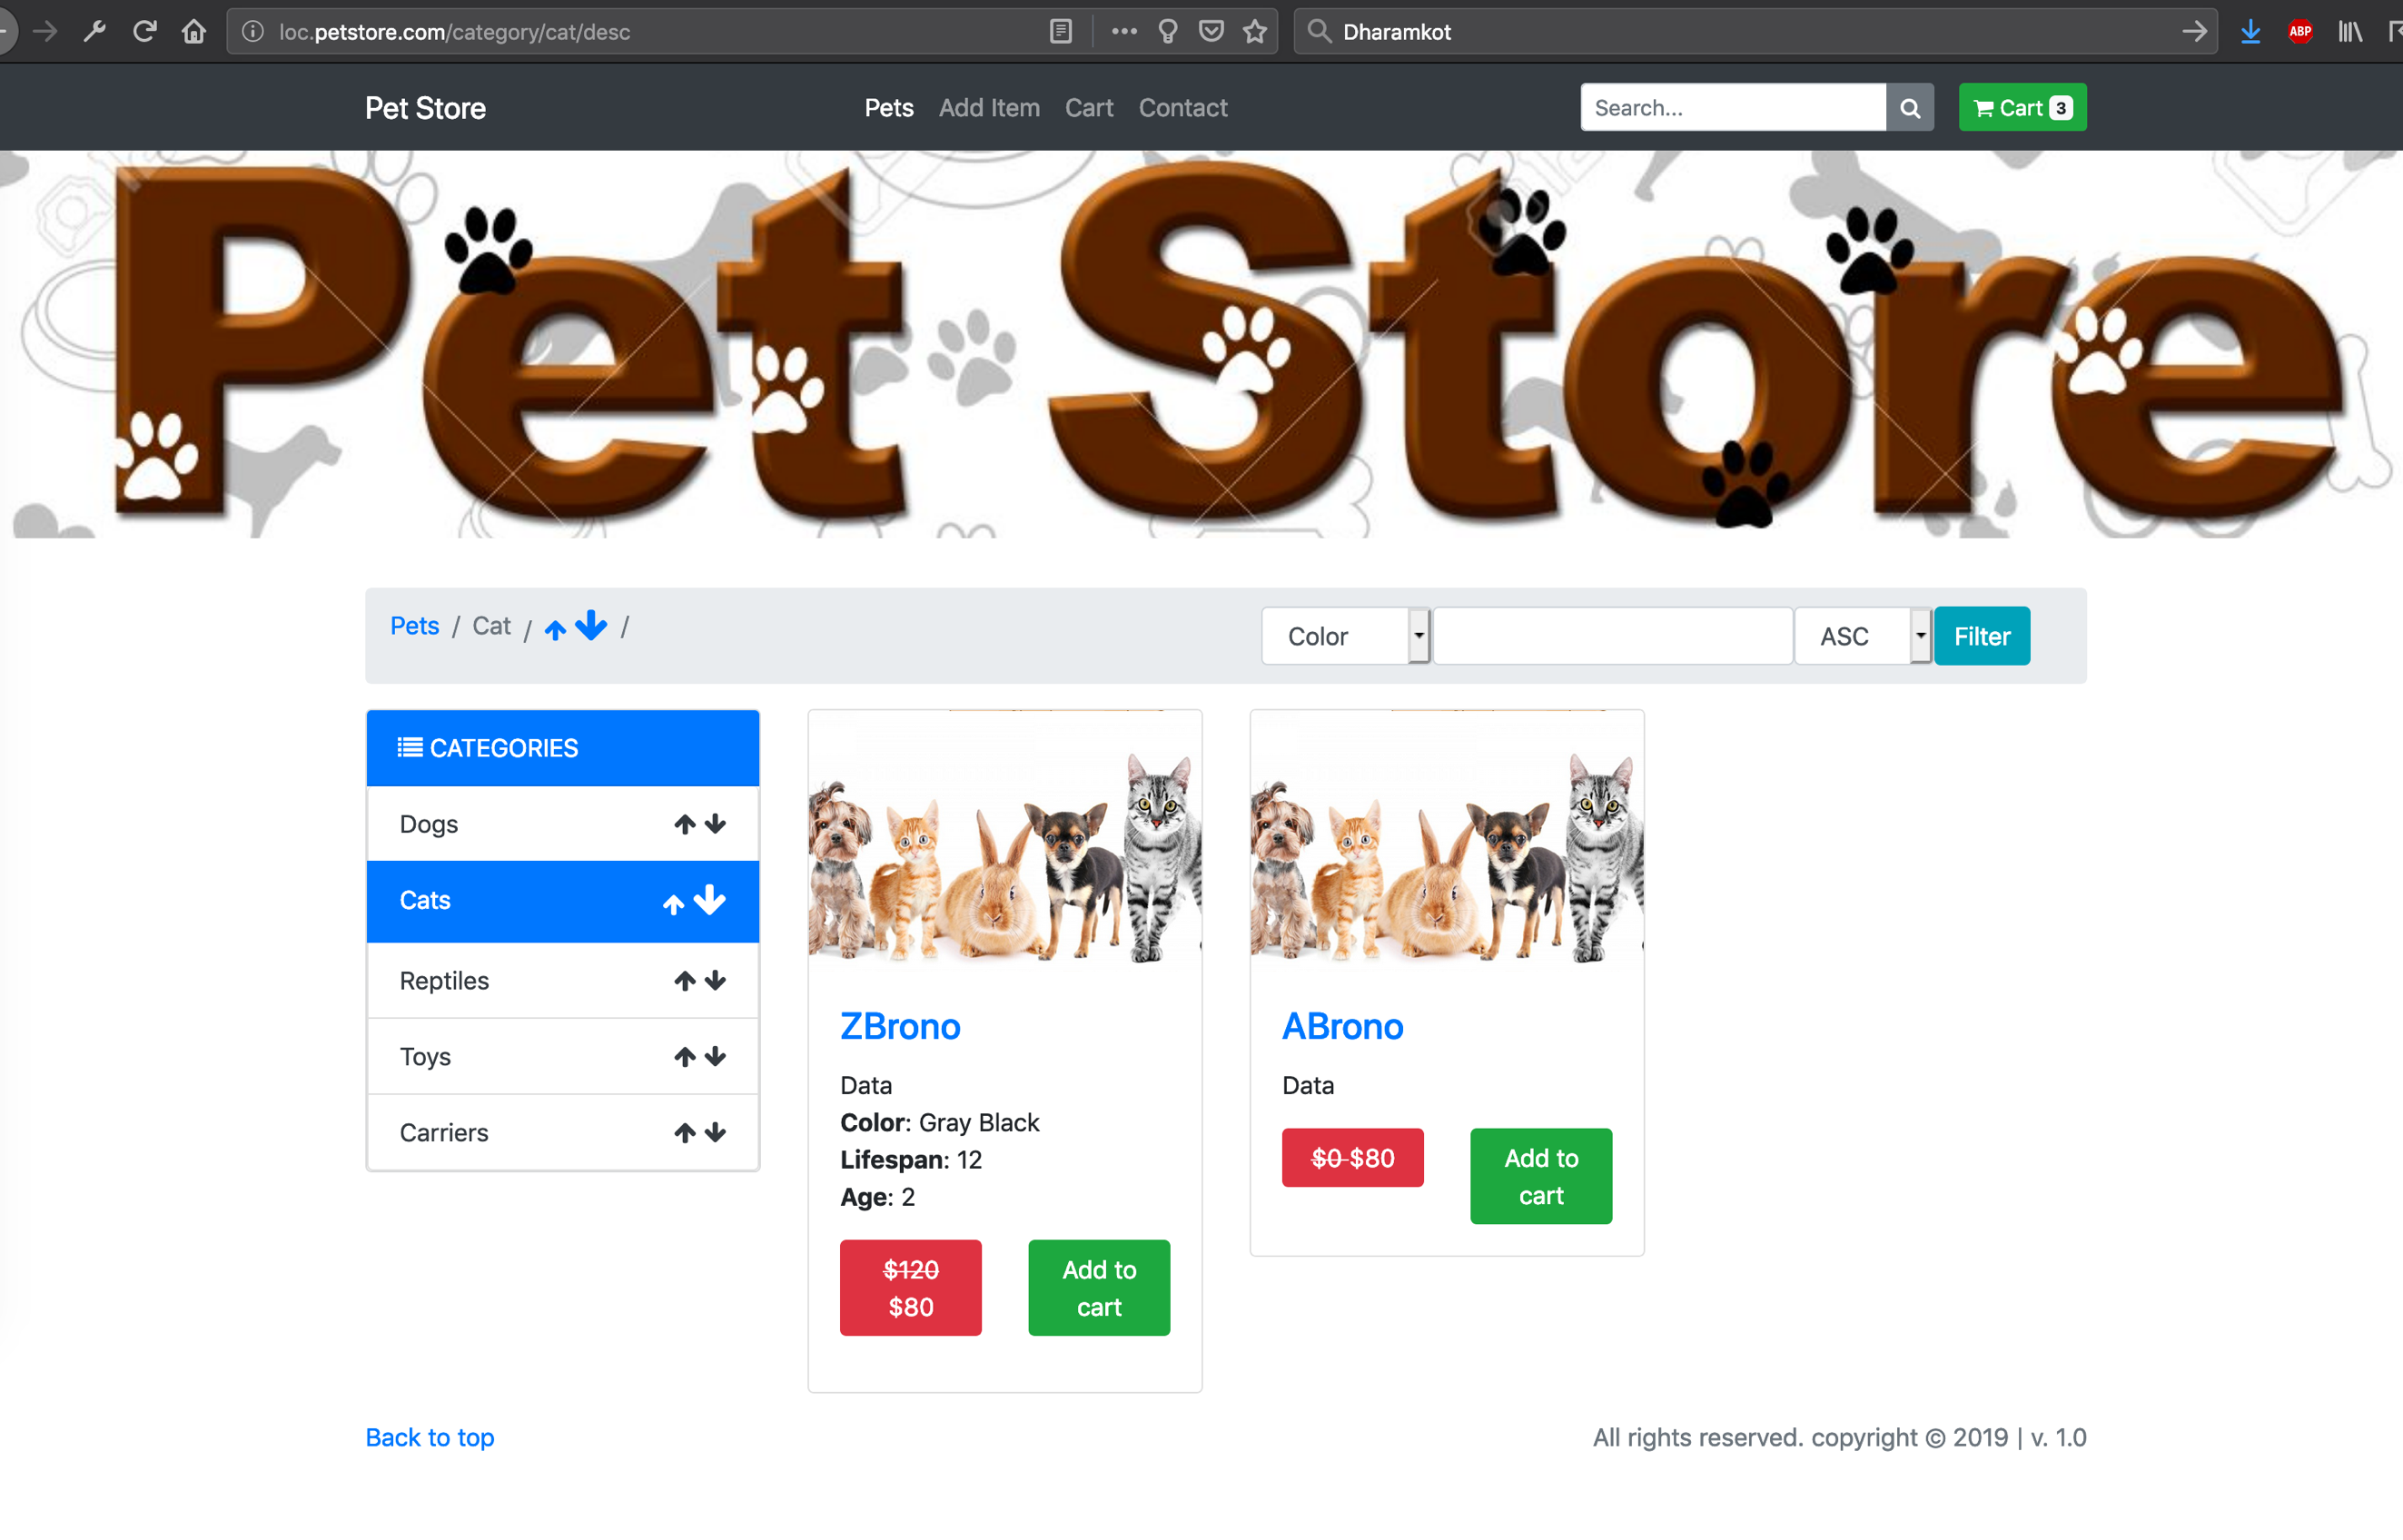 loc.petstore.com/category/cat/desc
Dharamkot
ABP
Pet Store
Pets Add Item Cart Contact
Search...
Cart 3
Pet Store
Pets / Cat / /
Color
ASC
Filter
CATEGORIES
Dogs
Cats
Reptiles
Toys
Carriers
ZBrono
Data
Color: Gray Black
Lifespan: 12
Age: 2
$120
$80
Add to
cart
ABrono
Data
$0 $80
Add to
cart
Back to top
All rights reserved. copyright © 2019 | v. 1.0